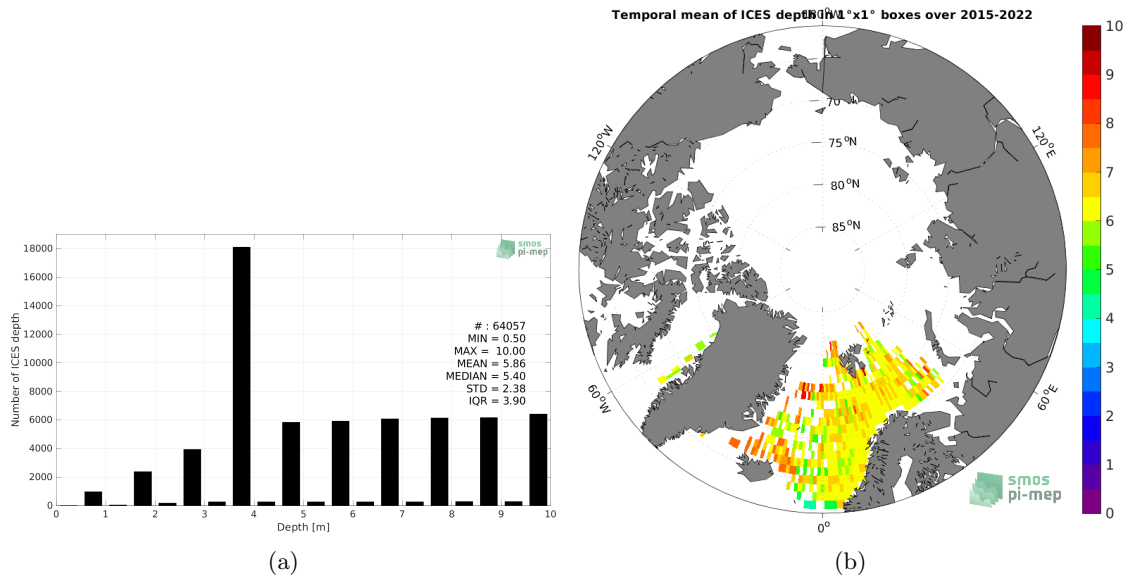 Temporal mean of ICES depth in 1°x1° boxes over 2015-2022
180°W
18000
16000
14000
12000
10000
8000
6000
4000
2000
0
Number of ICES depth
smos
pi-mep
# : 64057
MIN = 0.50
MAX = 10.00
MEAN = 5.86
MEDIAN = 5.40
STD = 2.38
IQR = 3.90
0 1 2 3 4 5 6 7 8 9 10
Depth [m]
(a)
120°W
120°E
75°N
80°N
85°N
60°W
60°E
0°
smos
pi-mep
10
9
8
7
6
5
4
3
2
1
0
(b)